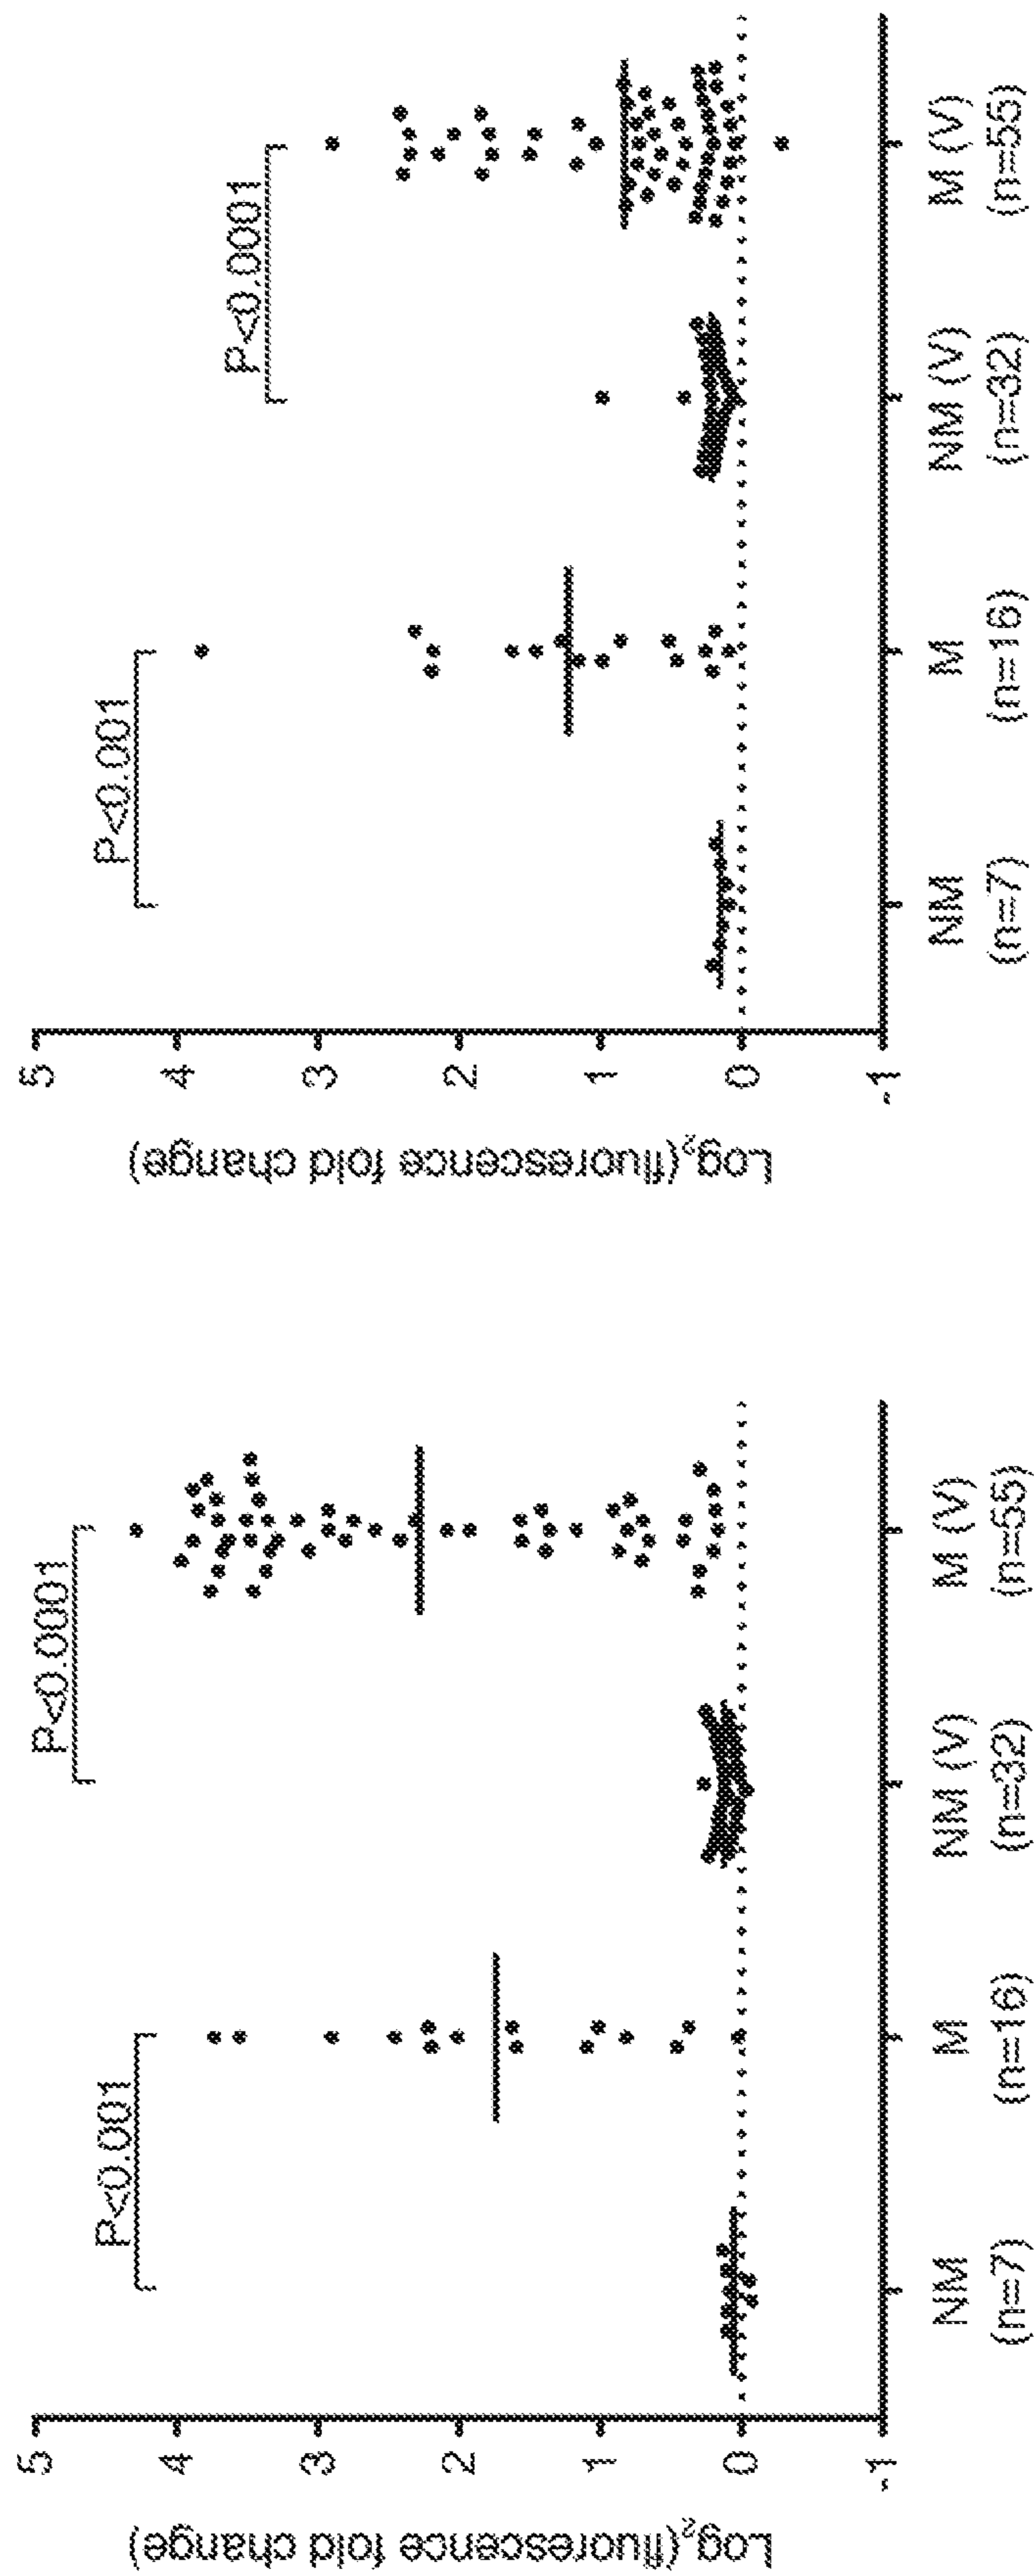 Log₂(fluorescence fold change)
5
4
3
2
1
0
-1
P<0.001
P<0.0001
NM
(n=7)
M
(n=16)
NM (V)
(n=32)
M (V)
(n=55)
Log₂(fluorescence fold change)
5
4
3
2
1
0
-1
P<0.001
P<0.0001
NM
(n=7)
M
(n=16)
NM (V)
(n=32)
M (V)
(n=55)